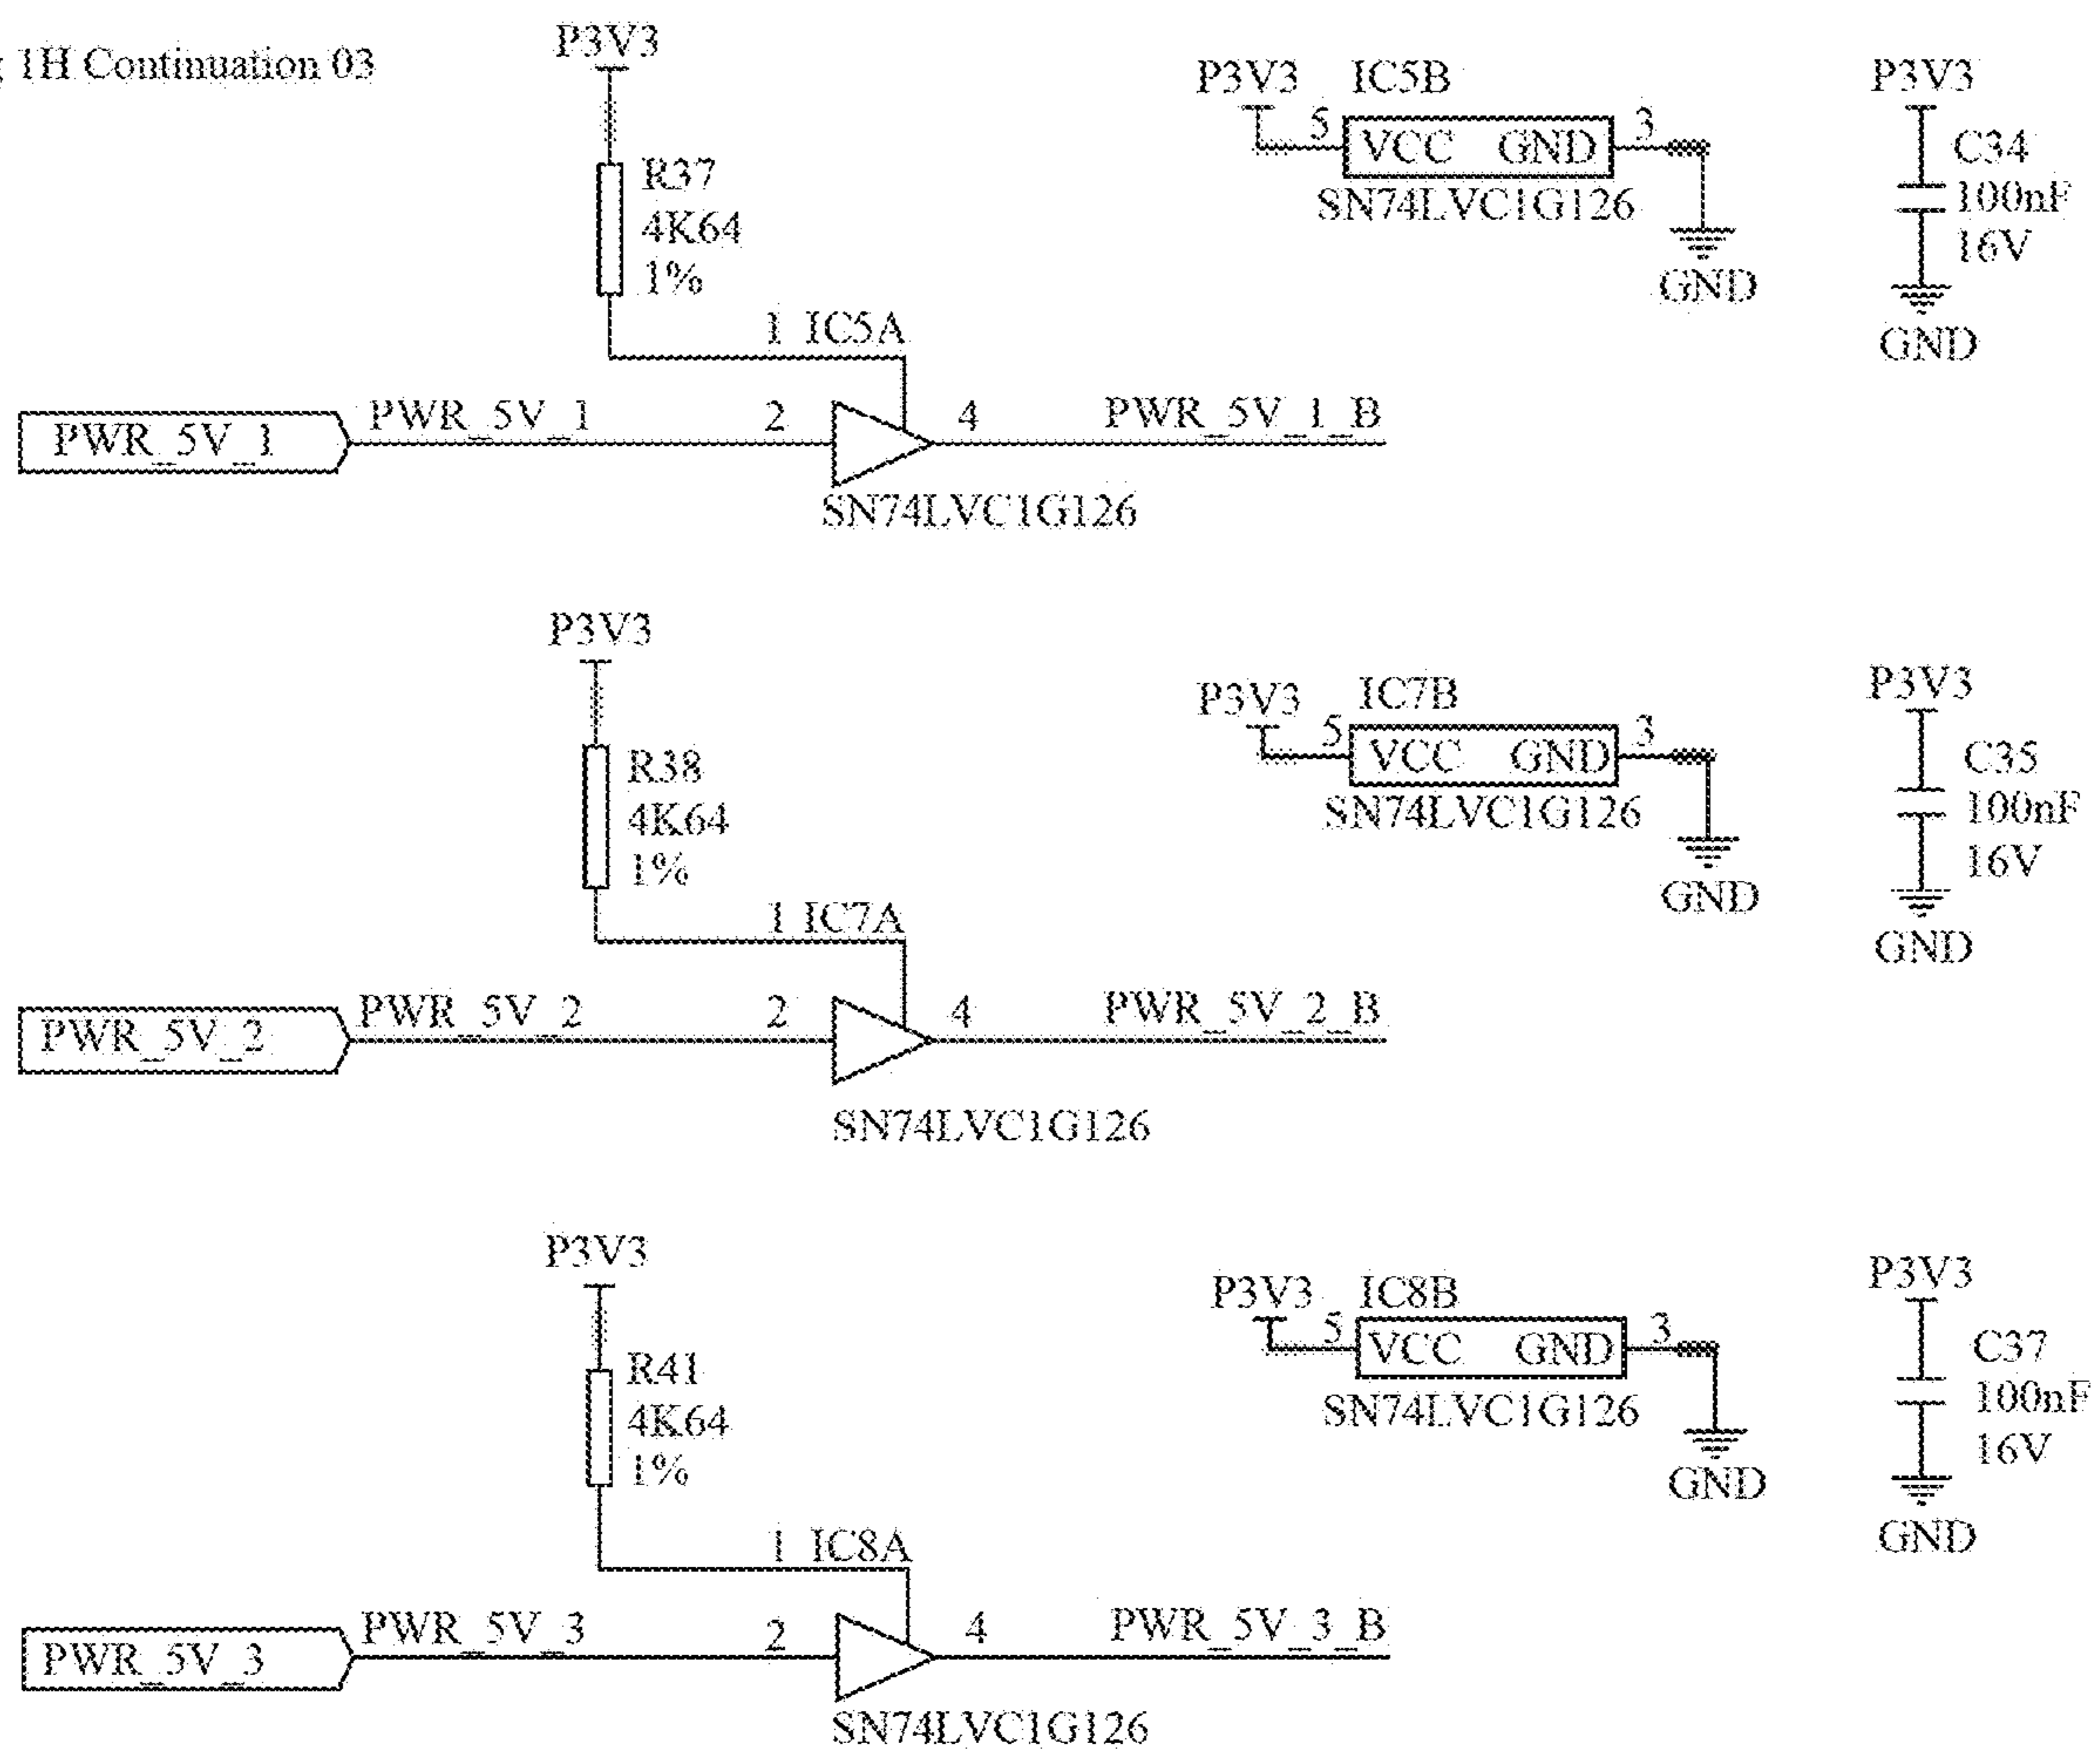 1H Continuation 03
P3V3
R37
4K64
1%
1 IC5A
PWR_5V_1
PWR_5V_1
2
4
PWR_5V_1_B
SN74LVC1G126
P3V3
IC5B
5
VCC GND
3
SN74LVC1G126
GND
P3V3
C34
100nF
16V
GND
P3V3
R38
4K64
1%
1 IC7A
PWR_5V_2
PWR_5V_2
2
4
PWR_5V_2_B
SN74LVC1G126
P3V3
IC7B
5
VCC GND
3
SN74LVC1G126
GND
P3V3
C35
100nF
16V
GND
P3V3
R41
4K64
1%
1 IC8A
PWR_5V_3
PWR_5V_3
2
4
PWR_5V_3_B
SN74LVC1G126
P3V3
IC8B
5
VCC GND
3
SN74LVC1G126
GND
P3V3
C37
100nF
16V
GND